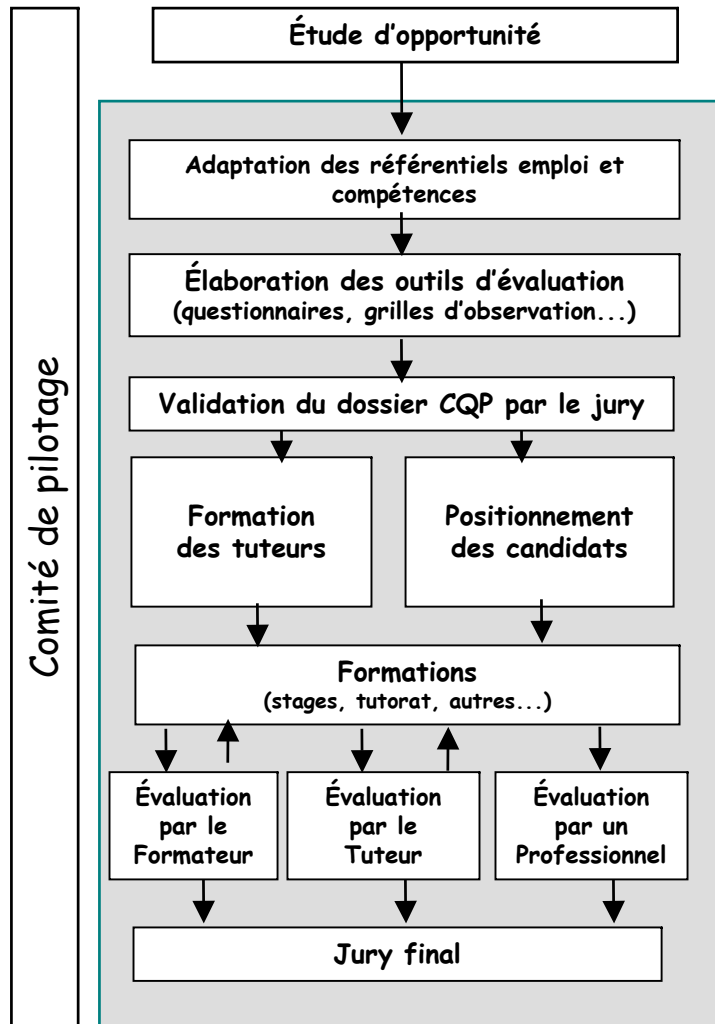 Comité de pilotage
Étude d'opportunité
Adaptation des référentiels emploi et
compétences
Élaboration des outils d'évaluation
(questionnaires, grilles d'observation...)
Validation du dossier CQP par le jury
Formation
des tuteurs
Positionnement
des candidats
Formations
(stages, tutorat, autres...)
Évaluation
par le
Formateur
Évaluation
par le
Tuteur
Évaluation
par un
Professionnel
Jury final